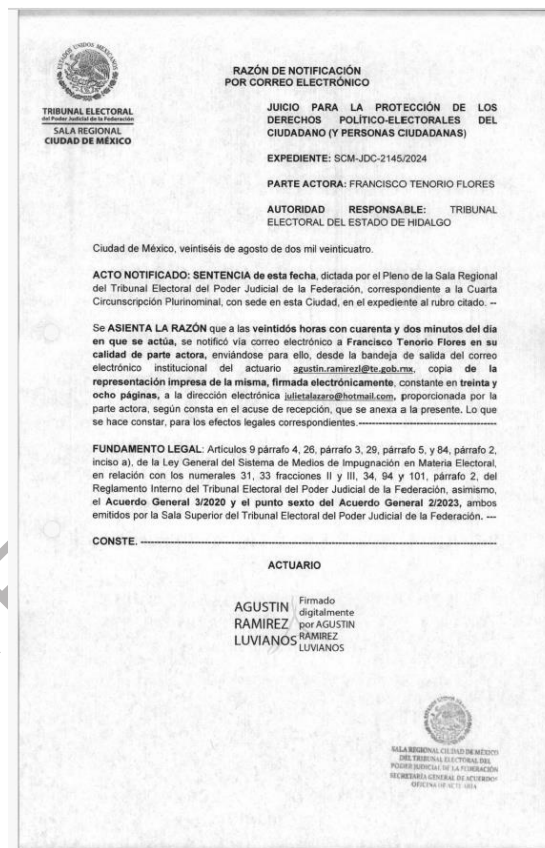 ESTADOS UNIDOS MEXICANOS
TRIBUNAL ELECTORAL
del Poder Judicial de la Federación
SALA REGIONAL
CIUDAD DE MÉXICO
RAZÓN DE NOTIFICACIÓN
POR CORREO ELECTRÓNICO
JUICIO PARA LA PROTECCIÓN DE LOS
DERECHOS POLÍTICO-ELECTORALES DEL
CIUDADANO (Y PERSONAS CIUDADANAS)
EXPEDIENTE: SCM-JDC-2145/2024
PARTE ACTORA: FRANCISCO TENORIO FLORES
AUTORIDAD RESPONSABLE: TRIBUNAL
ELECTORAL DEL ESTADO DE HIDALGO
Ciudad de México, veintiséis de agosto de dos mil veinticuatro.
ACTO NOTIFICADO: SENTENCIA de esta fecha, dictada por el Pleno de la Sala Regional
del Tribunal Electoral del Poder Judicial de la Federación, correspondiente a la Cuarta
Circunscripción Plurinominal, con sede en esta Ciudad, en el expediente al rubro citado. --
Se ASIENTA LA RAZÓN que a las veintidós horas con cuarenta y dos minutos del día
en que se actúa, se notificó vía correo electrónico a Francisco Tenorio Flores en su
calidad de parte actora, enviándose para ello, desde la bandeja de salida del correo
electrónico institucional del actuario agustin.ramirezl@te.gob.mx, copia de la
representación impresa de la misma, firmada electrónicamente, constante en treinta y
ocho páginas, a la dirección electrónica julietalazaro@hotmail.com, proporcionada por la
parte actora, según consta en el acuse de recepción, que se anexa a la presente. Lo que
se hace constar, para los efectos legales correspondientes.--------------------
FUNDAMENTO LEGAL: Artículos 9 párrafo 4, 26, párrafo 3, 29, párrafo 5, y 84, párrafo 2,
inciso a), de la Ley General del Sistema de Medios de Impugnación en Materia Electoral,
en relación con los numerales 31, 33 fracciones II y III, 34, 94 y 101, párrafo 2, del
Reglamento Interno del Tribunal Electoral del Poder Judicial de la Federación, asimismo,
el Acuerdo General 3/2020 y el punto sexto del Acuerdo General 2/2023, ambos
emitidos por la Sala Superior del Tribunal Electoral del Poder Judicial de la Federación. ---
CONSTE. --------------------
ACTUARIO
AGUSTIN
RAMIREZ
LUVIANOS
Firmado
digitalmente
por AGUSTIN
RAMIREZ
LUVIANOS
SALA REGIONAL CIUDAD DE MÉXICO
DEL TRIBUNAL ELECTORAL DEL
PODER JUDICIAL DE LA FEDERACIÓN
SECRETARÍA GENERAL DE ACUERDOS
OFICINA DE ACTUARÍA